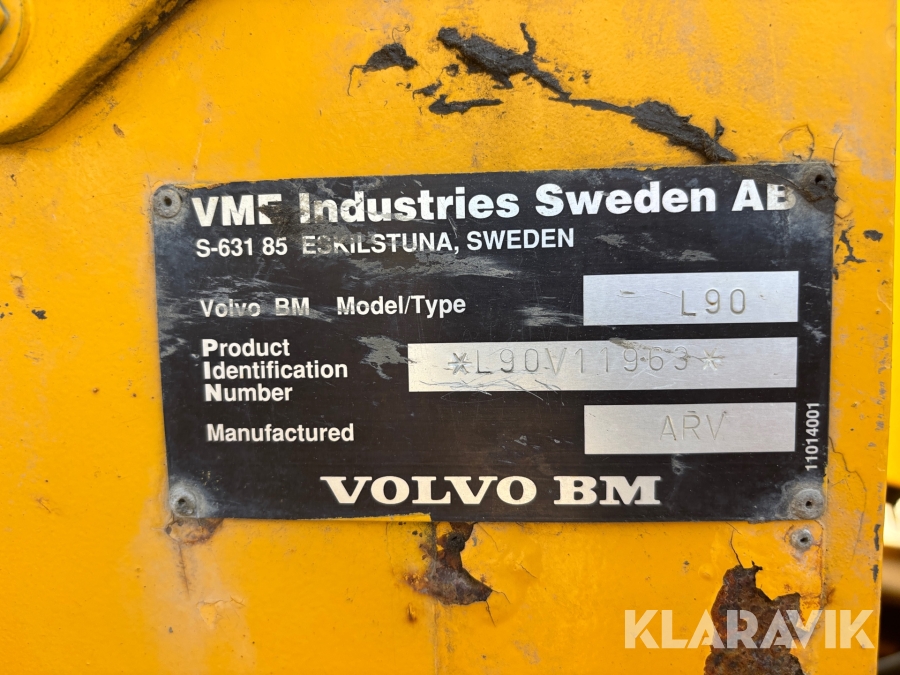 VME Industries Sweden AB
S-631 85 ESKILSTUNA, SWEDEN
Volvo BM Model/Type L90
Product
Identification
Number
*L90V11963*
Manufactured ARV
11014001
VOLVO BM
KLARAVIK